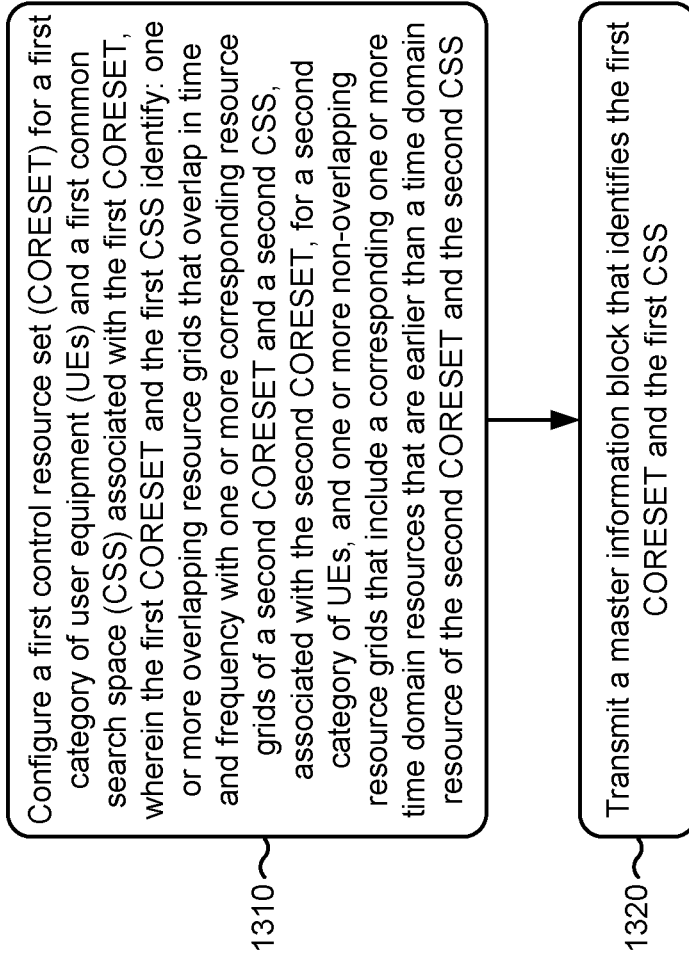 Configure a first control resource set (CORESET) for a first
category of user equipment (UEs) and a first common
search space (CSS) associated with the first CORESET,
wherein the first CORESET and the first CSS identify: one
or more overlapping resource grids that overlap in time
and frequency with one or more corresponding resource
grids of a second CORESET and a second CSS,
associated with the second CORESET, for a second
category of UEs, and one or more non-overlapping
resource grids that include a corresponding one or more
time domain resources that are earlier than a time domain
resource of the second CORESET and the second CSS
1310
Transmit a master information block that identifies the first
CORESET and the first CSS
1320